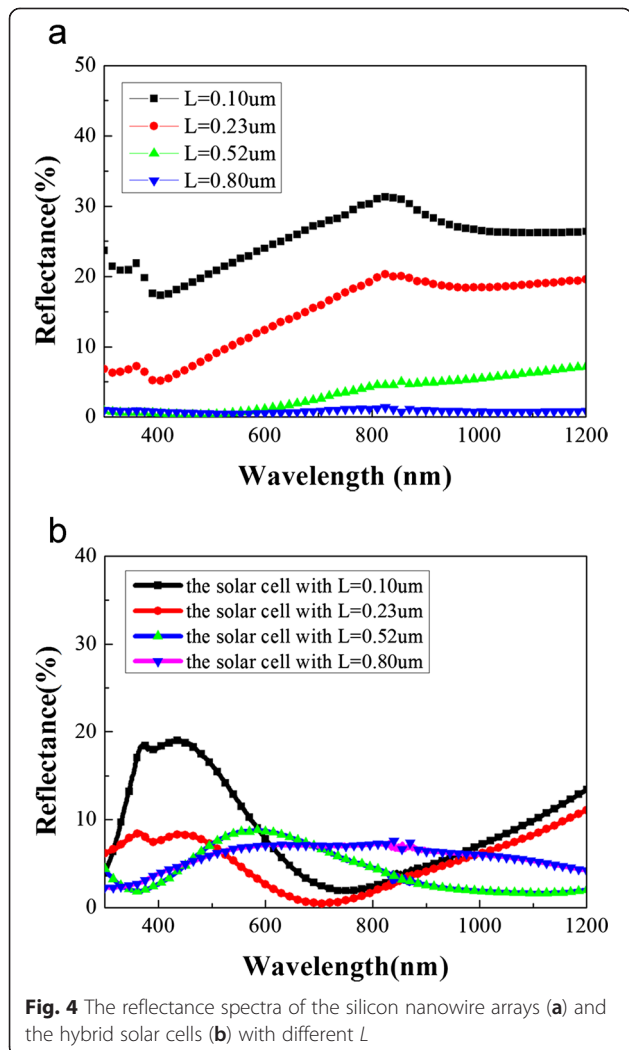 a
50
40
30
20
10
0
Reflectance(%)
L=0.10um
L=0.23um
L=0.52um
L=0.80um
400
600
800
1000
1200
Wavelength (nm)
b
40
30
20
10
0
Reflectance(%)
the solar cell with L=0.10um
the solar cell with L=0.23um
the solar cell with L=0.52um
the solar cell with L=0.80um
400
600
800
1000
1200
Wavelength(nm)
Fig. 4 The reflectance spectra of the silicon nanowire arrays (a) and
the hybrid solar cells (b) with different L